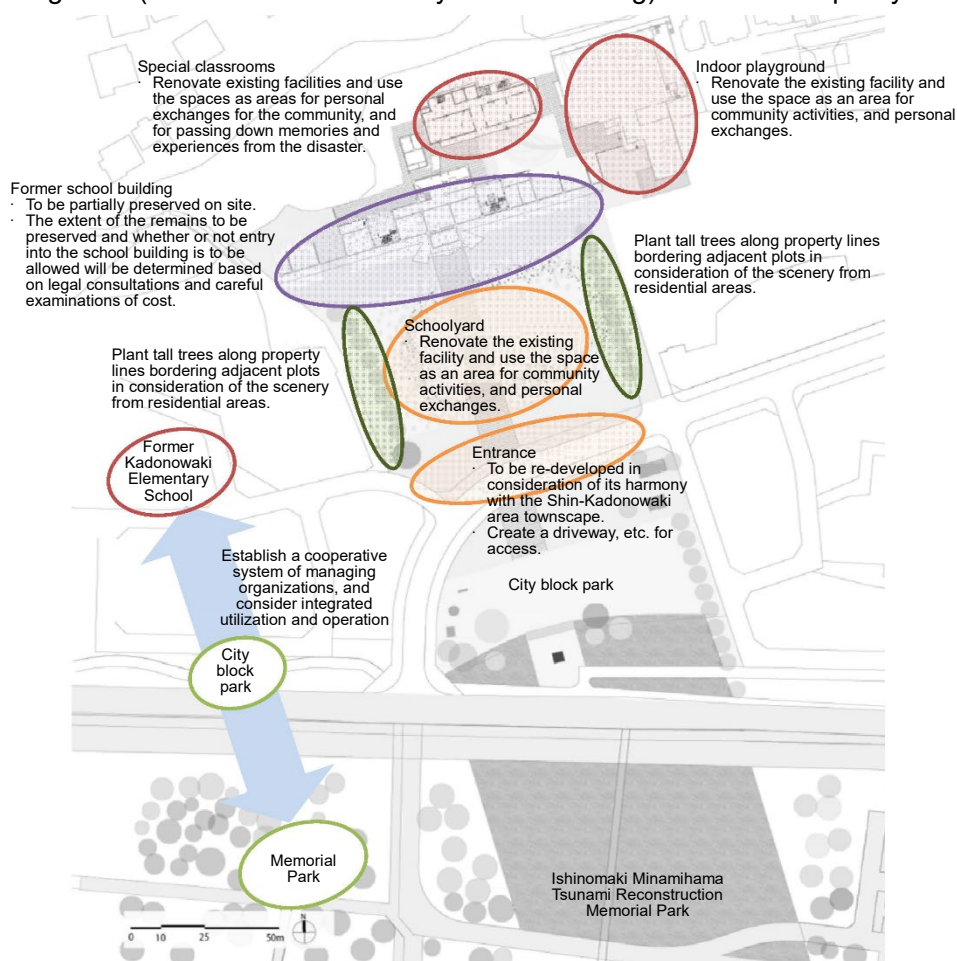 Special classrooms
· Renovate existing facilities and use
the spaces as areas for personal
exchanges for the community, and
for passing down memories and
experiences from the disaster.
Indoor playground
· Renovate the existing facility and
use the space as an area for
community activities, and personal
exchanges.
Former school building
· To be partially preserved on site.
· The extent of the remains to be
preserved and whether or not entry
into the school building is to be
allowed will be determined based
on legal consultations and careful
examinations of cost.
Plant tall trees along property lines
bordering adjacent plots in
consideration of the scenery from
residential areas.
Schoolyard
· Renovate the existing
facility and use the space
as an area for community
activities, and personal
exchanges.
Plant tall trees along property
lines bordering adjacent plots
in consideration of the scenery
from residential areas.
Former
Kadonowaki
Elementary
School
Entrance
· To be re-developed in
consideration of its harmony
with the Shin-Kadonowaki
area townscape.
· Create a driveway, etc. for
access.
Establish a cooperative
system of managing
organizations, and
consider integrated
utilization and operation
City block park
City
block
park
Memorial
Park
Ishinomaki Minamihama
Tsunami Reconstruction
Memorial Park
N
0 10 25 50m